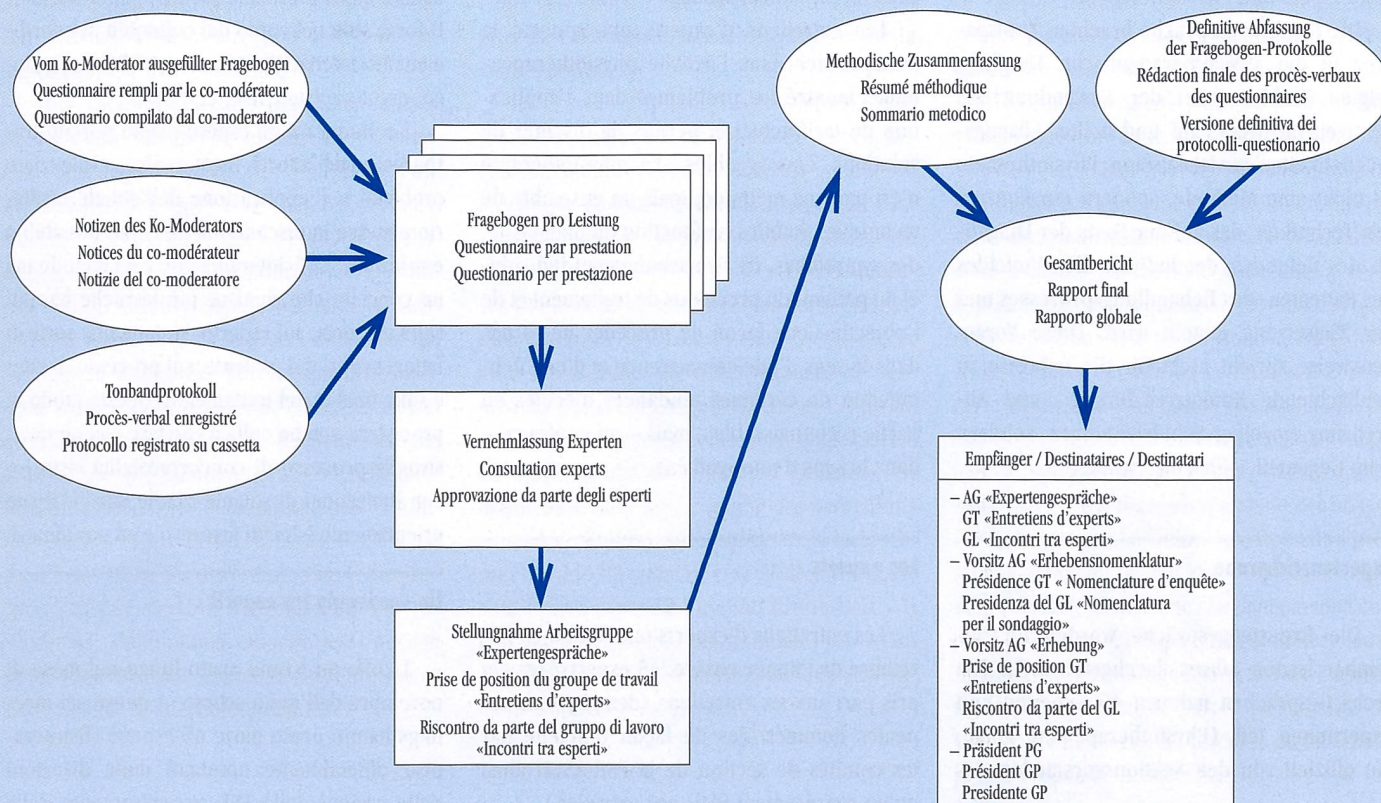 Vom Ko-Moderator ausgefüllter Fragebogen
Questionnaire rempli par le co-modérateur
Questionario compilato dal co-moderatore
Notizen des Ko-Moderators
Notices du co-modérateur
Notizie del co-moderatore
Tonbandprotokoll
Procès-verbal enregistré
Protocollo registrato su cassetta
Fragebogen pro Leistung
Questionnaire par prestation
Questionario per prestazione
Vernehmlassung Experten
Consultation experts
Approvazione da parte degli esperti
Stellungnahme Arbeitsgruppe
«Expertengespräche»
Prise de position du groupe de travail
«Entretiens d'experts»
Riscontro da parte del gruppo di lavoro
«Incontri tra esperti»
Methodische Zusammenfassung
Résumé méthodique
Sommario metodico
Definitive Abfassung
der Fragebogen-Protokolle
Rédaction finale des procès-verbaux
des questionnaires
Versione definitiva dei
protocolli-questionario
Gesamtbericht
Rapport final
Rapporto globale
Empfänger / Destinataires / Destinatari
– AG «Expertengespräche»
GT «Entretiens d'experts»
GL «Incontri tra esperti»
– Vorsitz AG «Erhebensnomenklatur»
Présidence GT « Nomenclature d'enquête»
Presidenza del GL «Nomenclatura
per il sondaggio»
– Vorsitz AG «Erhebung»
Prise de position GT
«Entretiens d'experts»
Riscontro da parte del GL
«Incontri tra esperti»
– Präsident PG
Président GP
Presidente GP